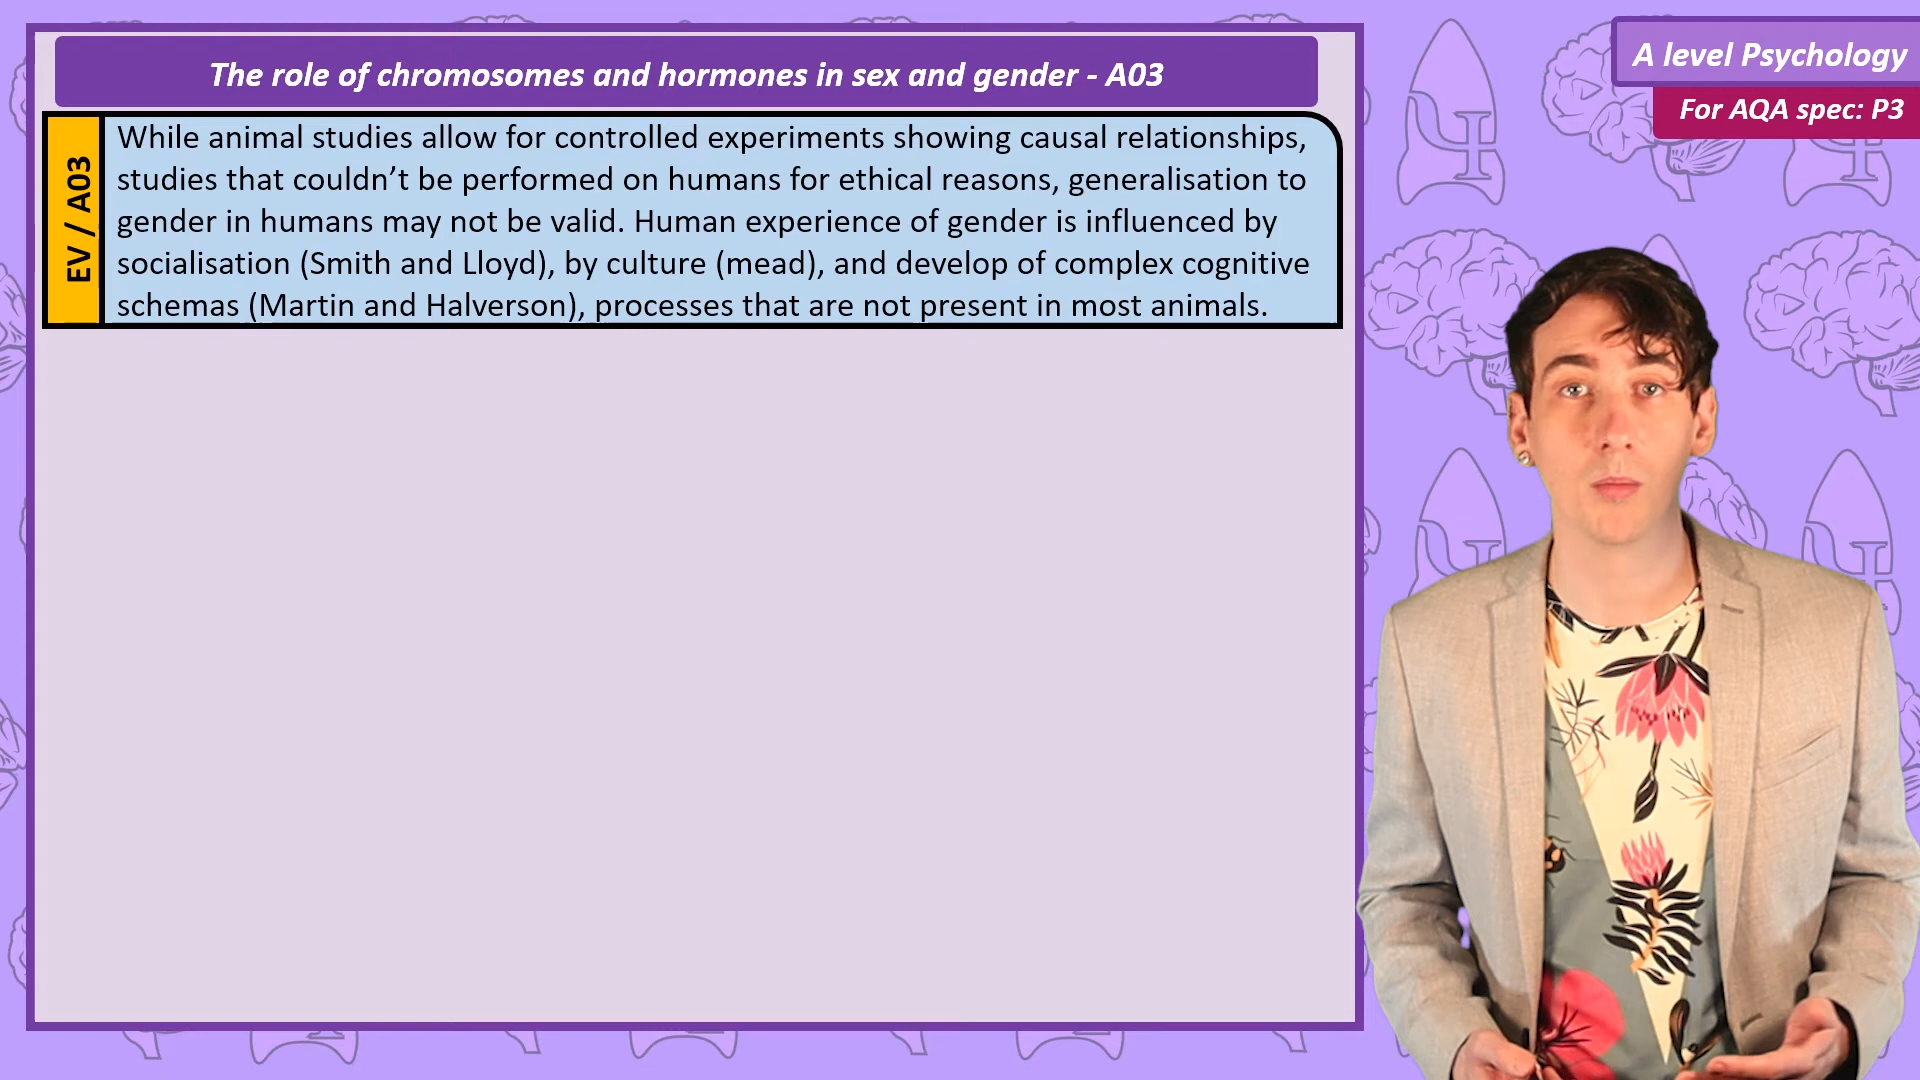 The role of chromosomes and hormones in sex and gender - A03
A level Psychology
For AQA spec: P3
EV / A03
While animal studies allow for controlled experiments showing causal relationships,
studies that couldn’t be performed on humans for ethical reasons, generalisation to
gender in humans may not be valid. Human experience of gender is influenced by
socialisation (Smith and Lloyd), by culture (mead), and develop of complex cognitive
schemas (Martin and Halverson), processes that are not present in most animals.